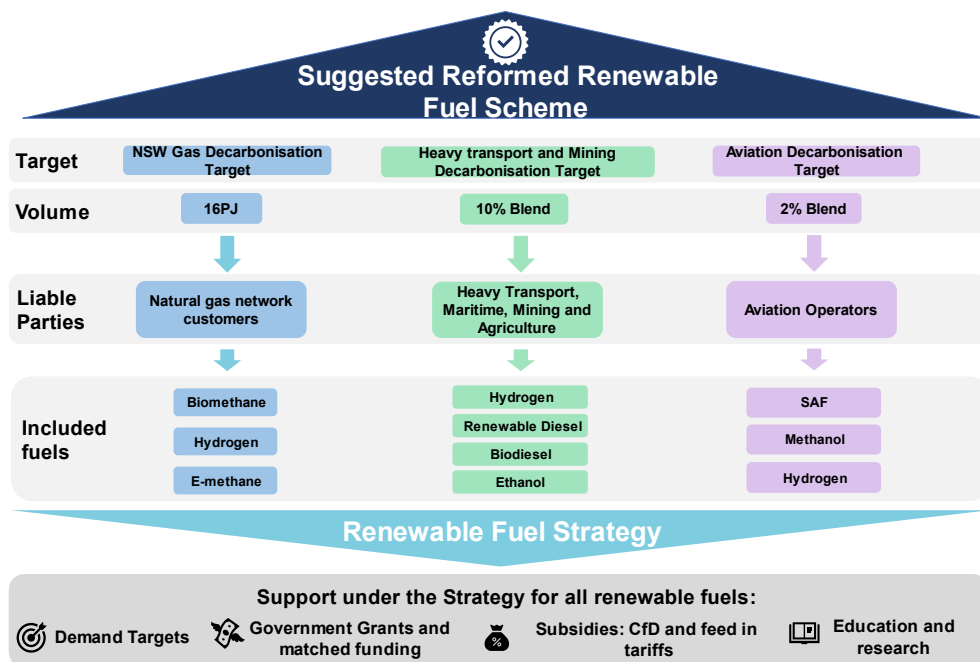 Suggested Reformed Renewable
Fuel Scheme
Target
NSW Gas Decarbonisation
Target
Heavy transport and Mining
Decarbonisation Target
Aviation Decarbonisation
Target
Volume
16PJ
10% Blend
2% Blend
Liable
Parties
Natural gas network
customers
Heavy Transport,
Maritime, Mining and
Agriculture
Aviation Operators
Included
fuels
Biomethane
Hydrogen
E-methane
Hydrogen
Renewable Diesel
Biodiesel
Ethanol
SAF
Methanol
Hydrogen
Renewable Fuel Strategy
Support under the Strategy for all renewable fuels:
Demand Targets
Government Grants and
matched funding
%
Subsidies: CfD and feed in
tariffs
Education and
research